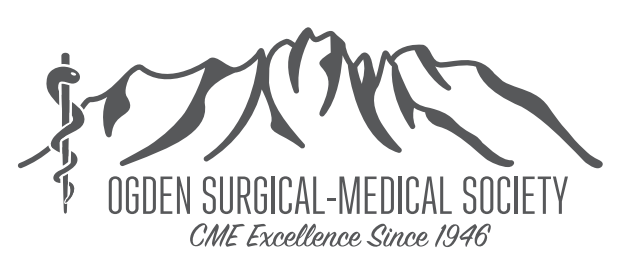 OGDEN SURGICAL-MEDICAL SOCIETY
CME Excellence Since 1946